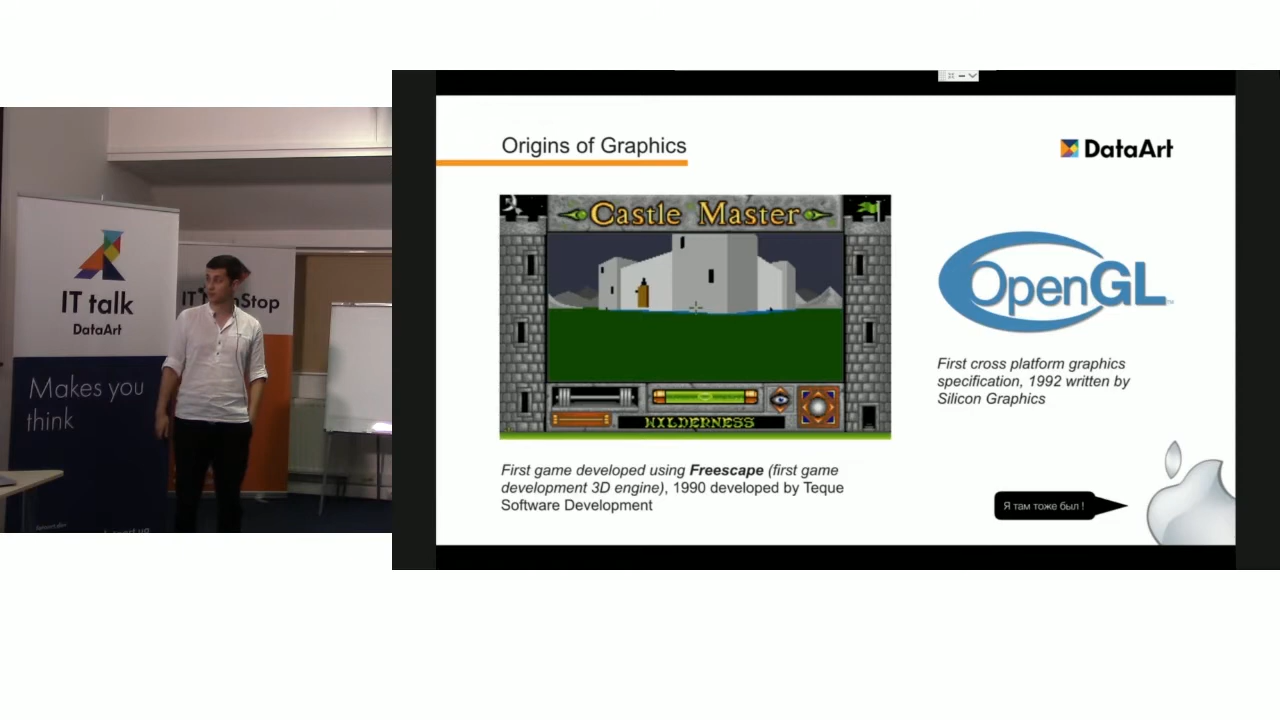 IT talk
DataArt
Makes you
think
Origins of Graphics
DataArt
Castle Master
WILDERNESS
OpenGL
First cross platform graphics
specification, 1992 written by
Silicon Graphics
First game developed using Freescape (first game
development 3D engine), 1990 developed by Teque
Software Development
Я там тоже был !